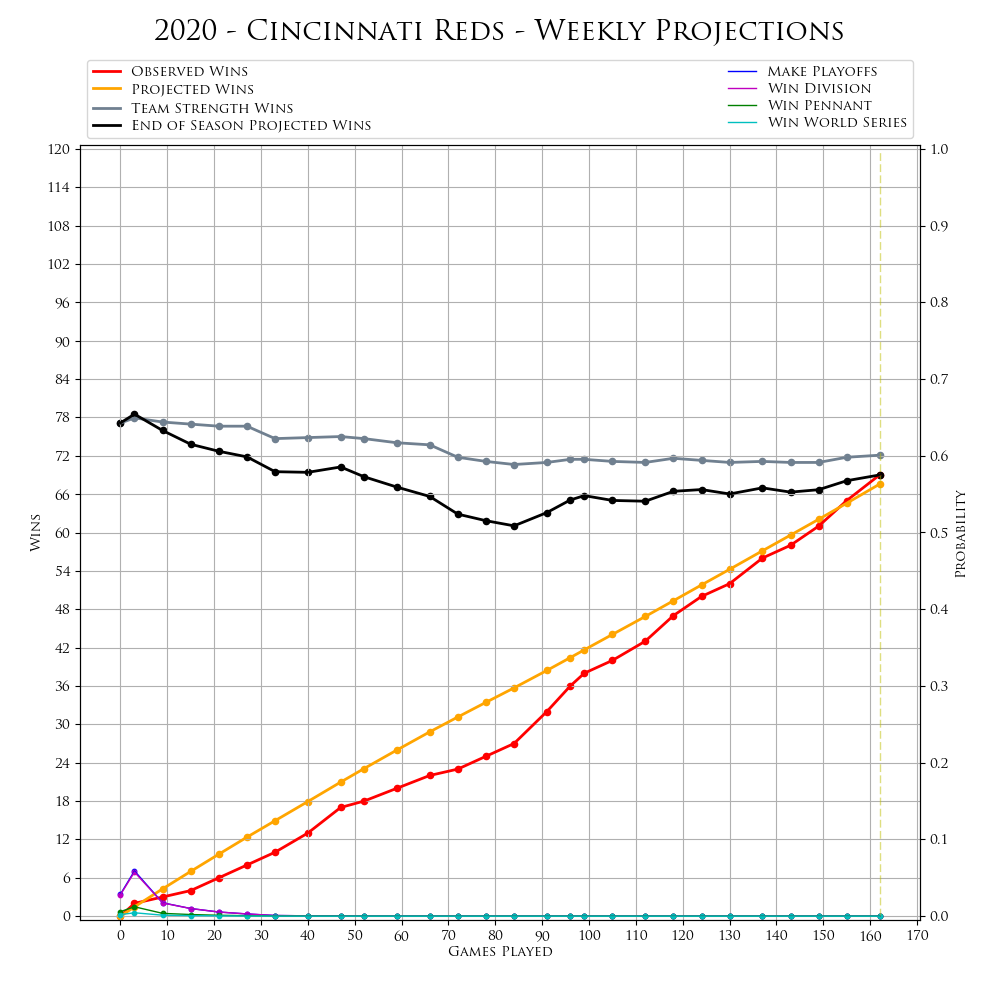 2020 - Cincinnati Reds - Weekly Projections
Observed Wins
Projected Wins
Team Strength Wins
End of Season Projected Wins
Make Playoffs
Win Division
Win Pennant
Win World Series
120
114
108
102
96
90
84
78
72
66
60
54
48
42
36
30
24
18
12
6
0
Wins
1.0
0.9
0.8
0.7
0.6
0.5
0.4
0.3
0.2
0.1
0.0
Probability
0 10 20 30 40 50 60 70 80 90 100 110 120 130 140 150 160 170
Games Played